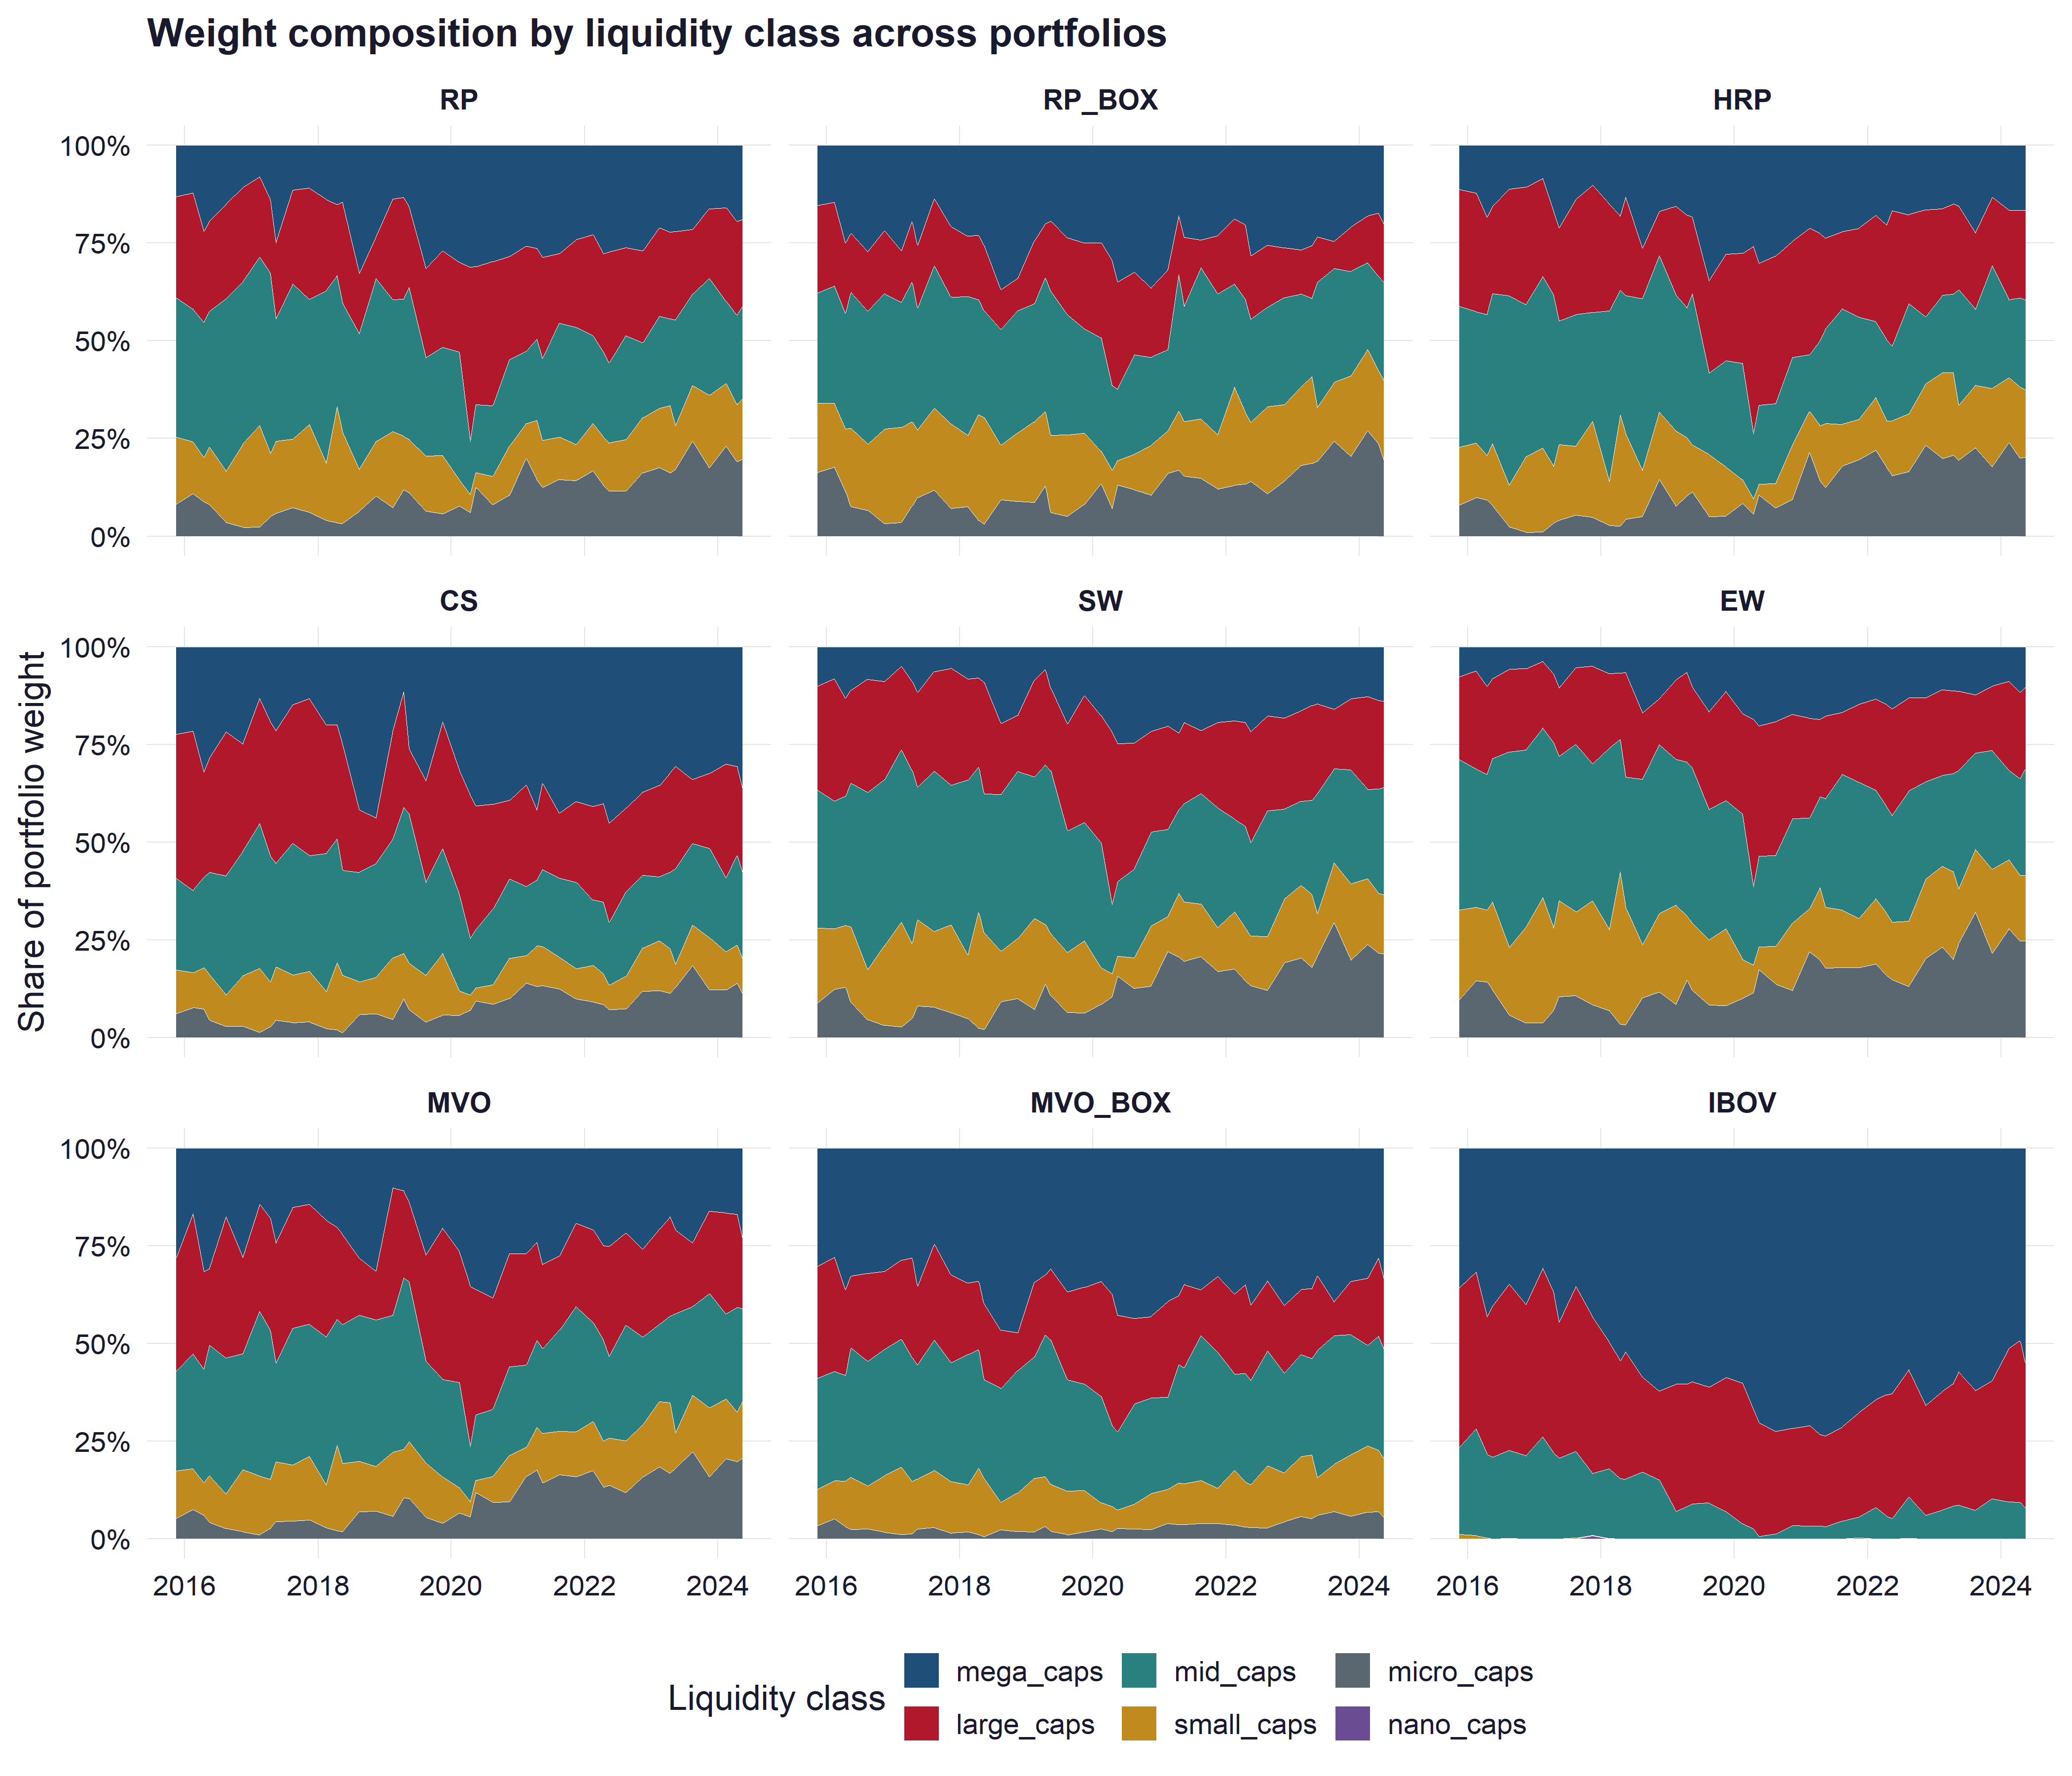 Weight composition by liquidity class across portfolios
RP
RP_BOX
HRP
100%
75%
50%
25%
0%
CS
SW
EW
Share of portfolio weight
100%
75%
50%
25%
0%
MVO
MVO_BOX
IBOV
100%
75%
50%
25%
0%
2016 2018 2020 2022 2024
2016 2018 2020 2022 2024
2016 2018 2020 2022 2024
Liquidity class
mega_caps mid_caps micro_caps
large_caps small_caps nano_caps